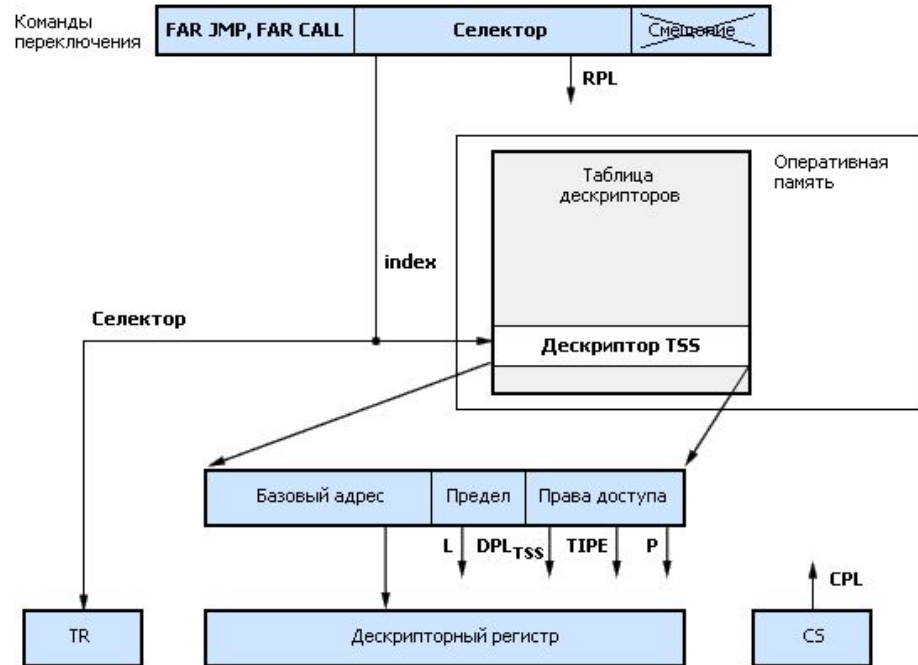 Команды
переключения
FAR JMP, FAR CALL
Селектор
Смещение
RPL
Таблица
дескрипторов
Оперативная
память
index
Селектор
Дескриптор TSS
Базовый адрес
Предел
Права доступа
L
DPLTSS
TIPE
P
CPL
TR
Дескрипторный регистр
CS